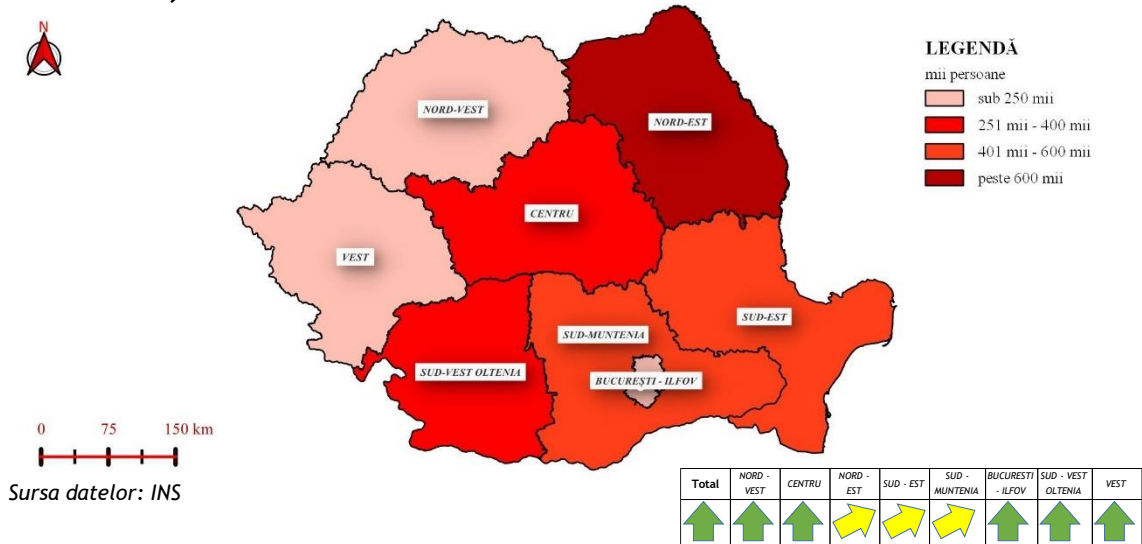 N
LEGENDĂ
mii persoane
sub 250 mii
251 mii - 400 mii
401 mii - 600 mii
peste 600 mii
NORD-VEST
NORD-EST
CENTRU
VEST
SUD-EST
SUD-MUNTENIA
SUD-VEST OLTENIA
BUCUREŞTI - ILFOV
0 75 150 km
Sursa datelor: INS
Total
NORD - VEST
CENTRU
NORD - EST
SUD - EST
SUD - MUNTENIA
BUCURESTI - ILFOV
SUD - VEST OLTENIA
VEST